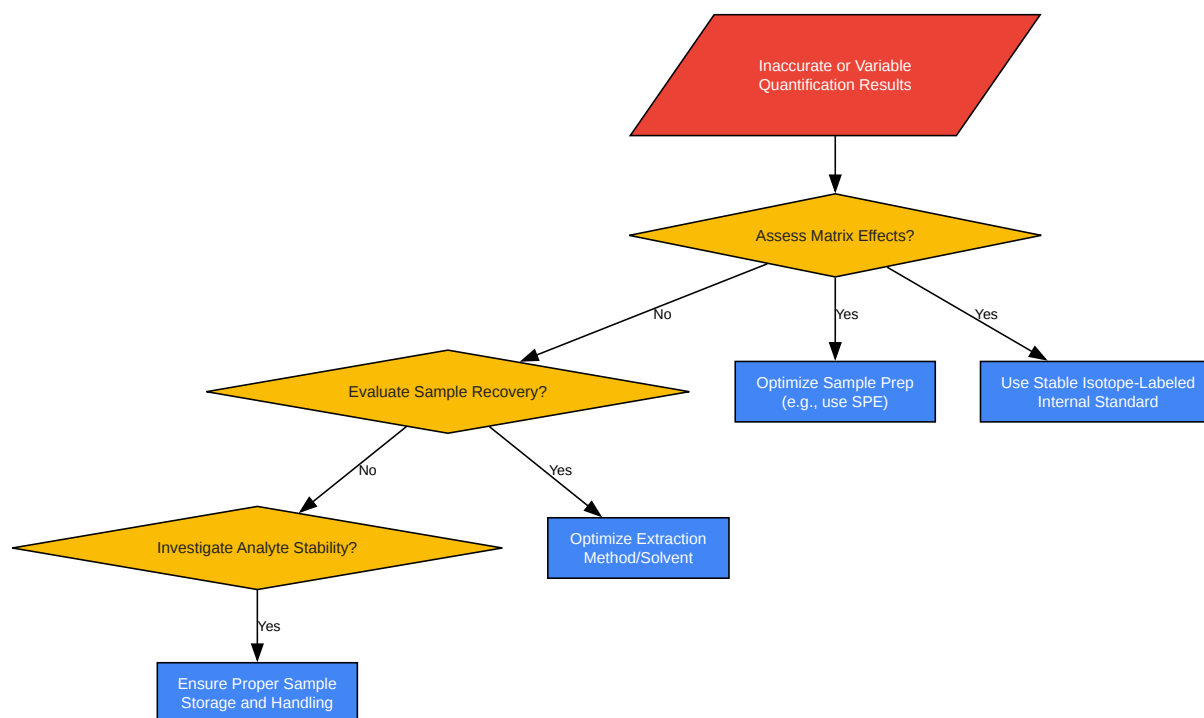 Inaccurate or Variable
Quantification Results
Assess Matrix Effects?
No
Yes
Yes
Evaluate Sample Recovery?
Optimize Sample Prep
(e.g., use SPE)
Use Stable Isotope-Labeled
Internal Standard
No
Yes
Investigate Analyte Stability?
Optimize Extraction
Method/Solvent
Yes
Ensure Proper Sample
Storage and Handling